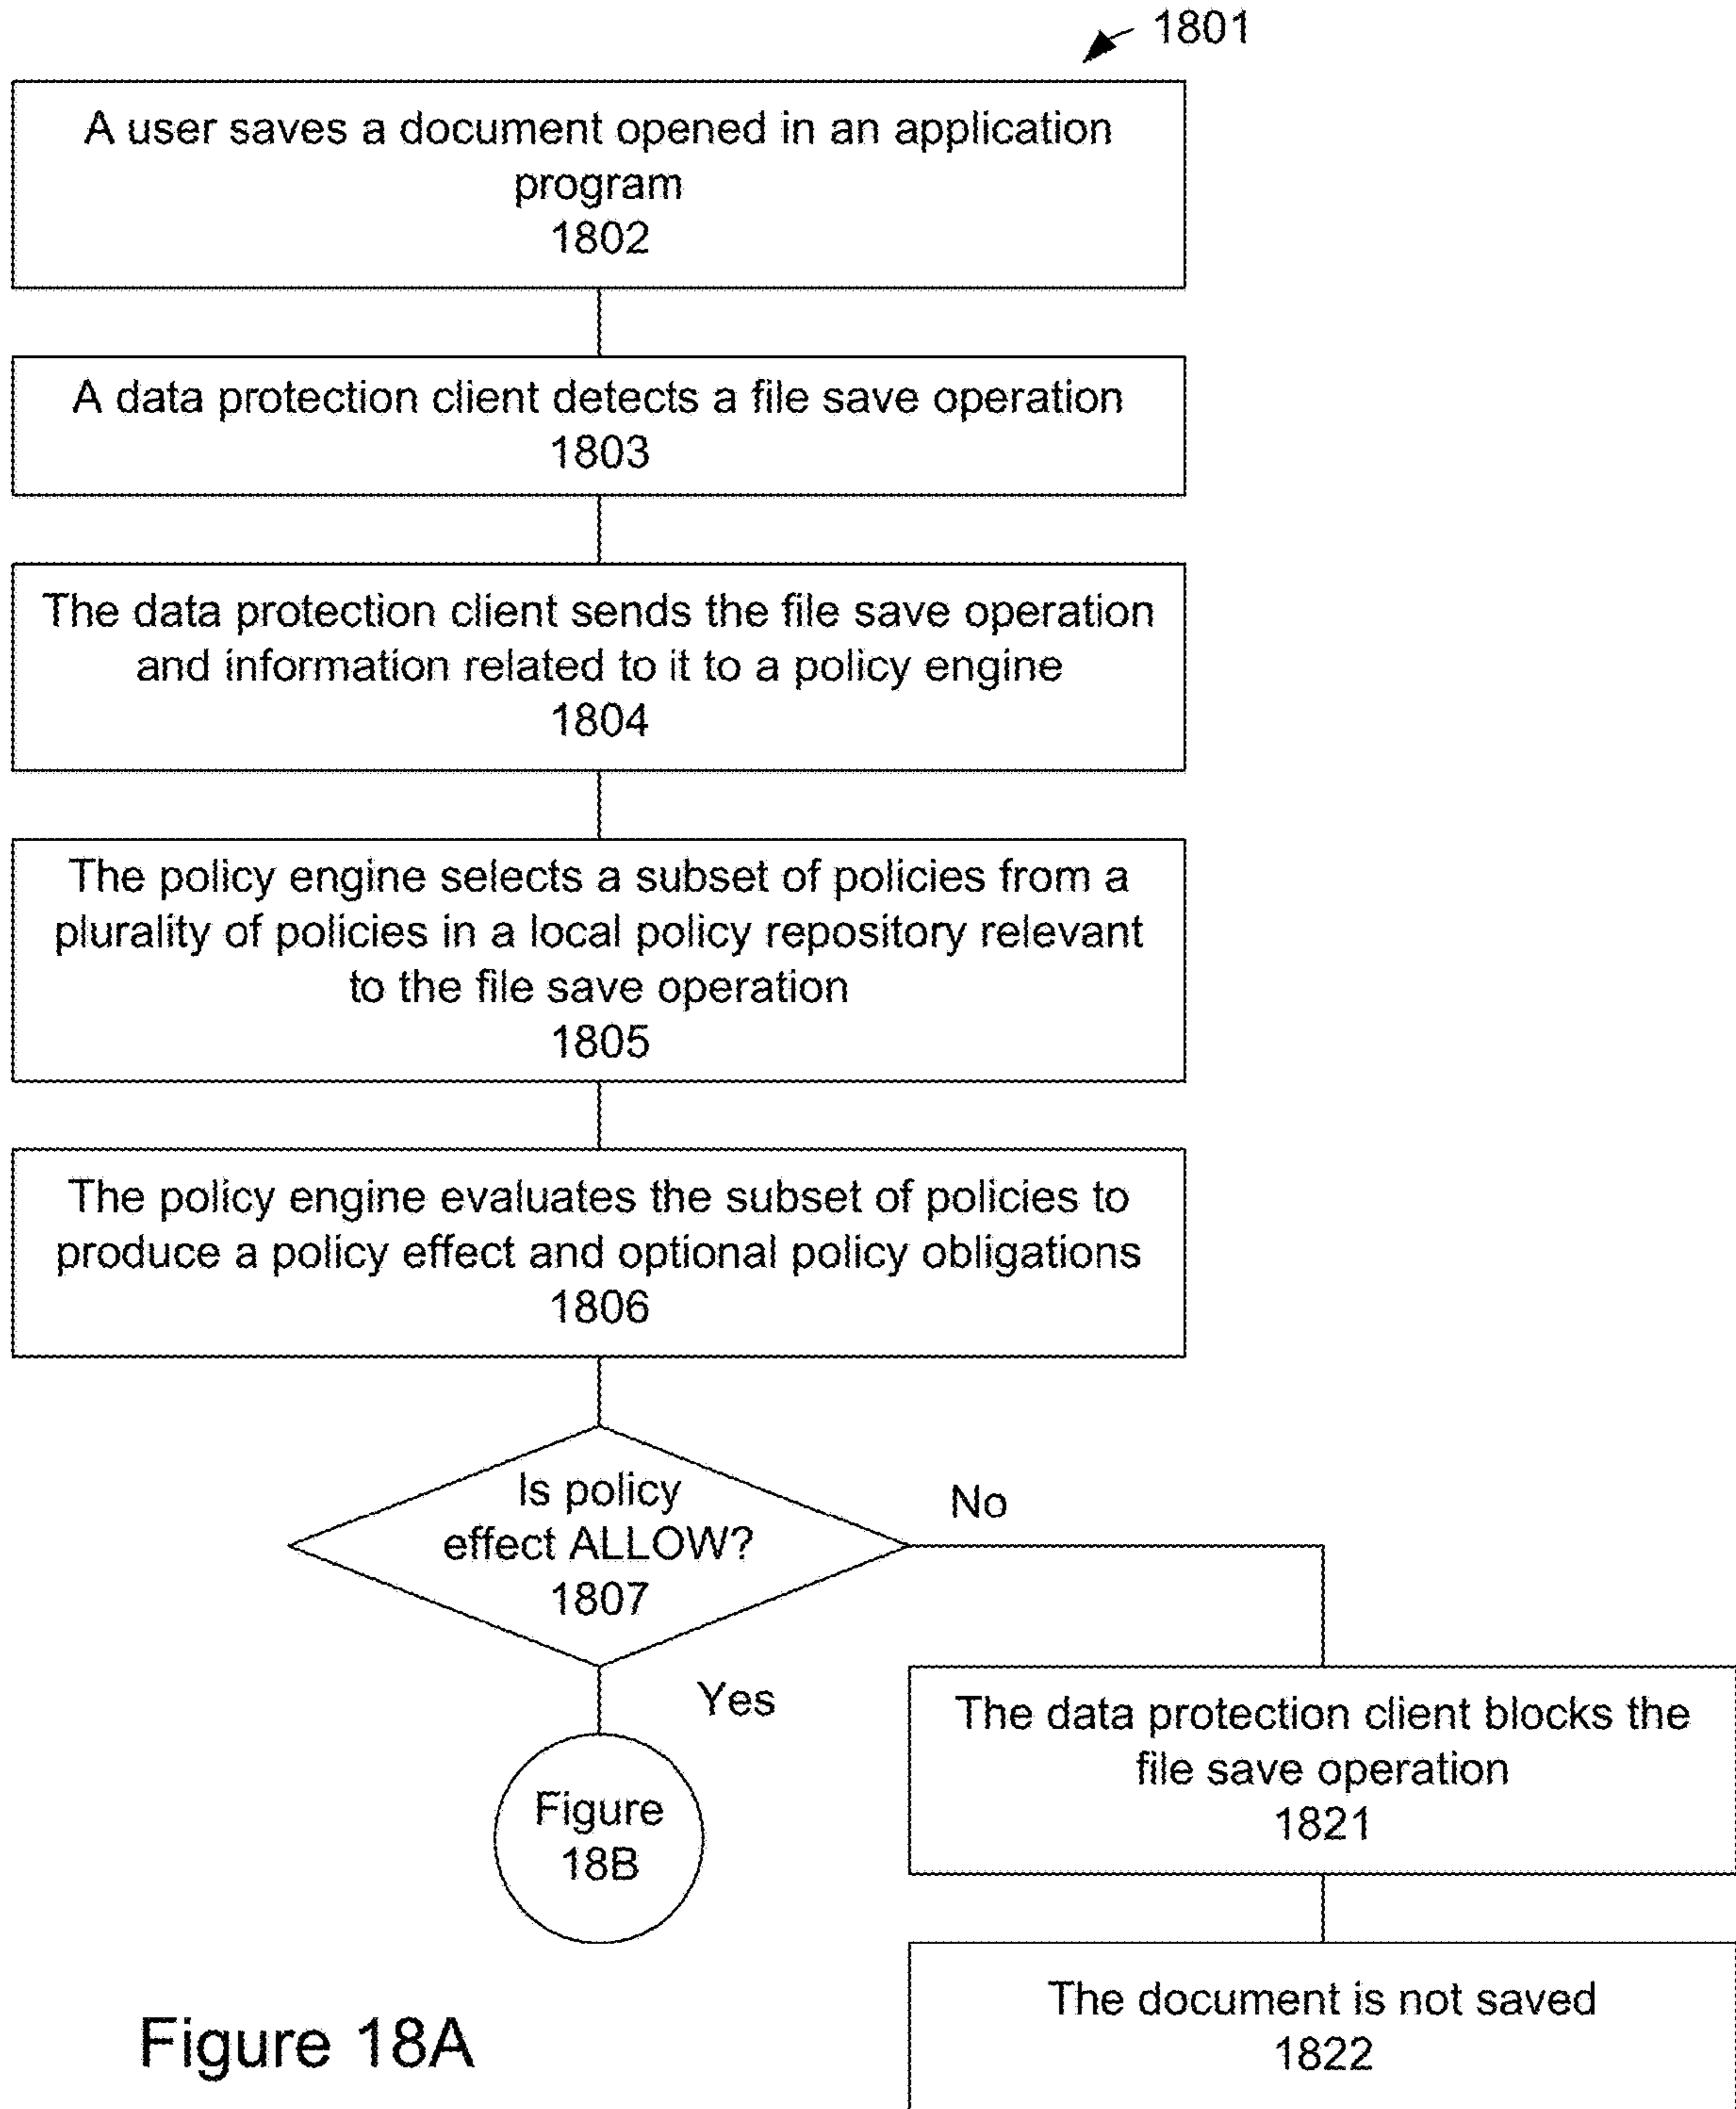 1801
A user saves a document opened in an application
program
1802
A data protection client detects a file save operation
1803
The data protection client sends the file save operation
and information related to it to a policy engine
1804
The policy engine selects a subset of policies from a
plurality of policies in a local policy repository relevant
to the file save operation
1805
The policy engine evaluates the subset of policies to
produce a policy effect and optional policy obligations
1806
Is policy
effect ALLOW?
1807
No
Yes
Figure
18B
The data protection client blocks the
file save operation
1821
The document is not saved
1822
Figure 18A